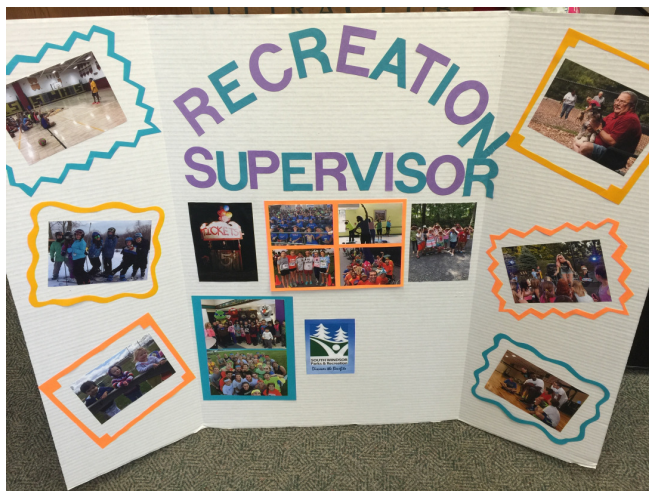 RECREATION
SUPERVISOR
TICKETS
SOUTH WINDSOR
Parks & Recreation